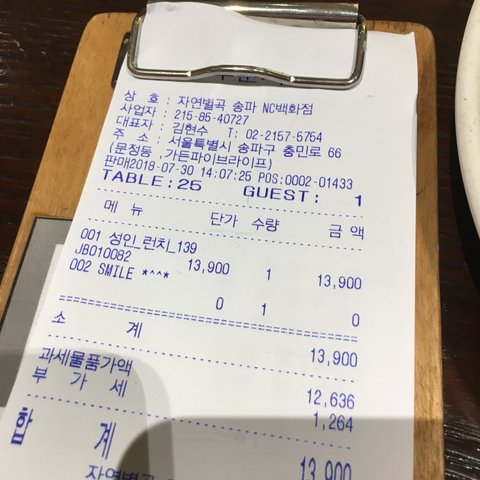 상 호 : 자연별곡 송파 NC백화점
사업자 : 215-86-40727
대표자 : 김현수 T: 02-2157-5754
주 소 : 서울특별시 송파구 충민로 66
(문정동 ,가든파이브라이프)
판매2018-07-30 14:07:25 POS:0002-01433
TABLE:25 GUEST: 1
메 뉴 단가 수량 금 액
001 성인_런치_139
JB010082 13,900 1 13,900
002 SMILE *^^*
0 1 0
소 계 13,900
과세물품가액 12,636
부 가 세 1,264
합 계 13,900
자연별곡